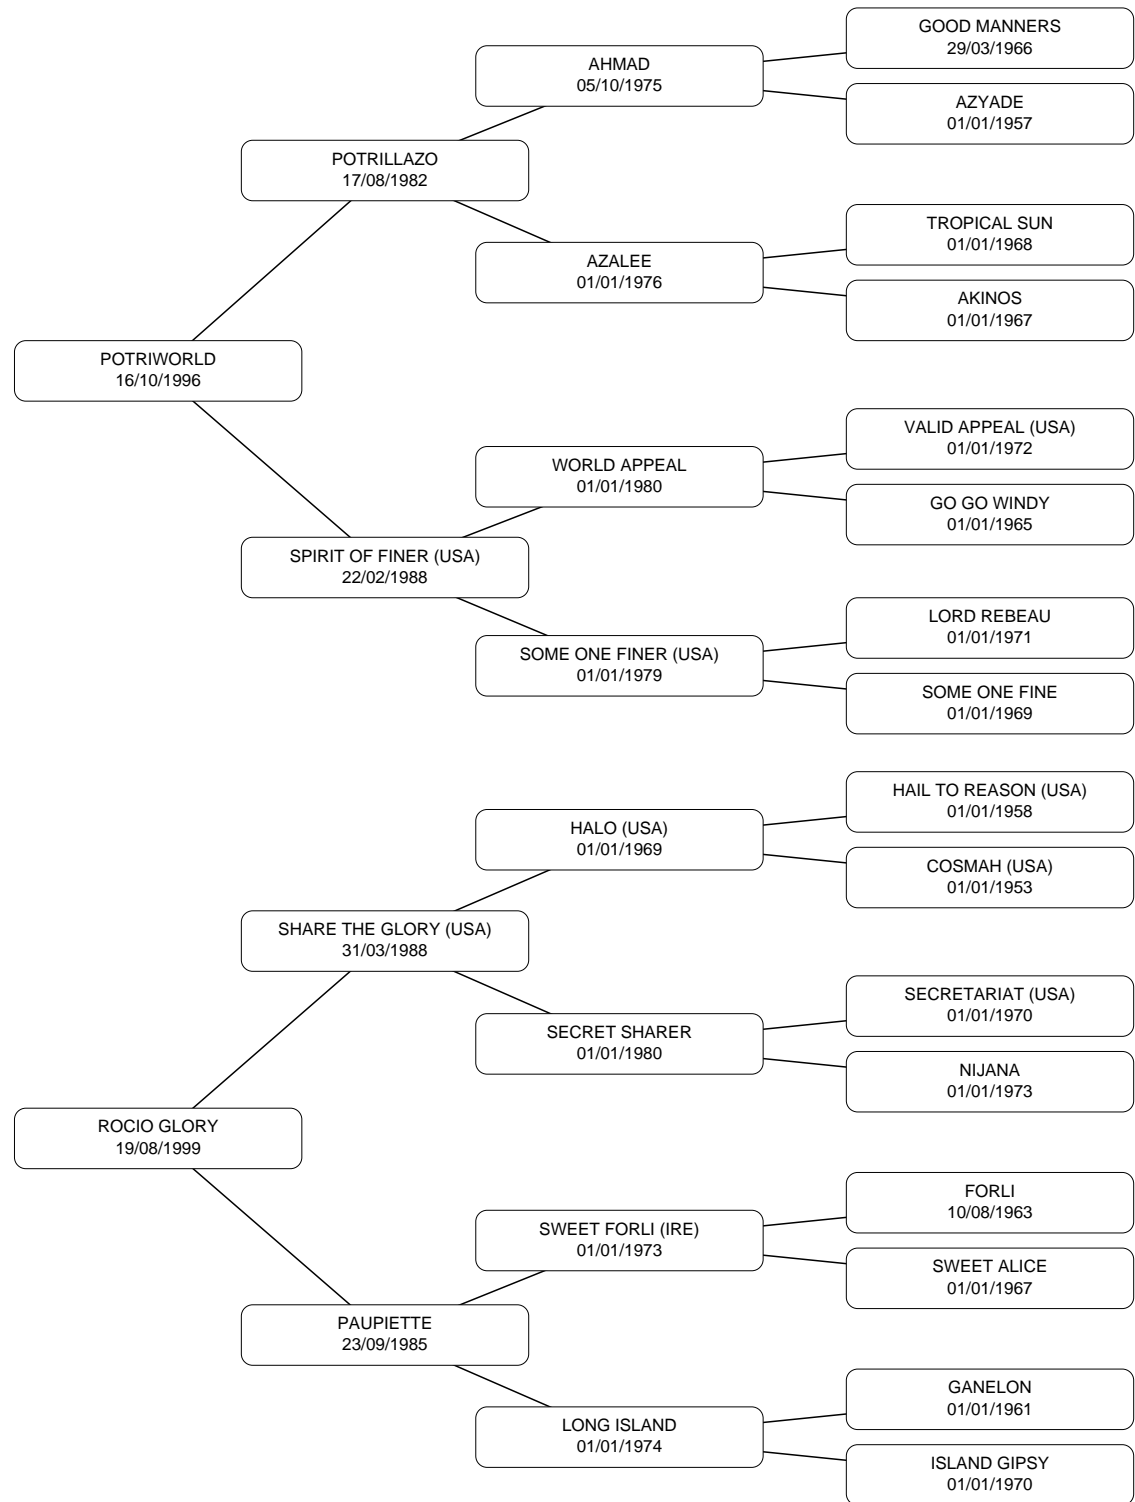 GOOD MANNERS
29/03/1966
AHMAD
05/10/1975
AZYADE
01/01/1957
POTRILLAZO
17/08/1982
TROPICAL SUN
01/01/1968
AZALEE
01/01/1976
AKINOS
01/01/1967
POTRIWORLD
16/10/1996
VALID APPEAL (USA)
01/01/1972
WORLD APPEAL
01/01/1980
GO GO WINDY
01/01/1965
SPIRIT OF FINER (USA)
22/02/1988
LORD REBEAU
01/01/1971
SOME ONE FINER (USA)
01/01/1979
SOME ONE FINE
01/01/1969
HAIL TO REASON (USA)
01/01/1958
HALO (USA)
01/01/1969
COSMAH (USA)
01/01/1953
SHARE THE GLORY (USA)
31/03/1988
SECRETARIAT (USA)
01/01/1970
SECRET SHARER
01/01/1980
NIJANA
01/01/1973
ROCIO GLORY
19/08/1999
FORLI
10/08/1963
SWEET FORLI (IRE)
01/01/1973
SWEET ALICE
01/01/1967
PAUPIETTE
23/09/1985
GANELON
01/01/1961
LONG ISLAND
01/01/1974
ISLAND GIPSY
01/01/1970